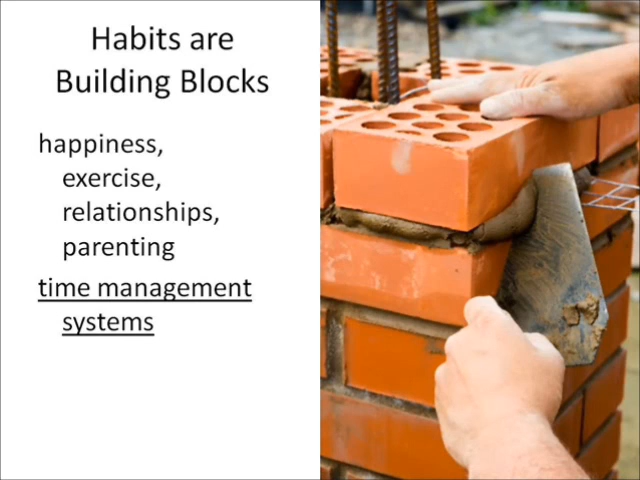 Habits are
Building Blocks
happiness,
exercise,
relationships,
parenting
time management
systems